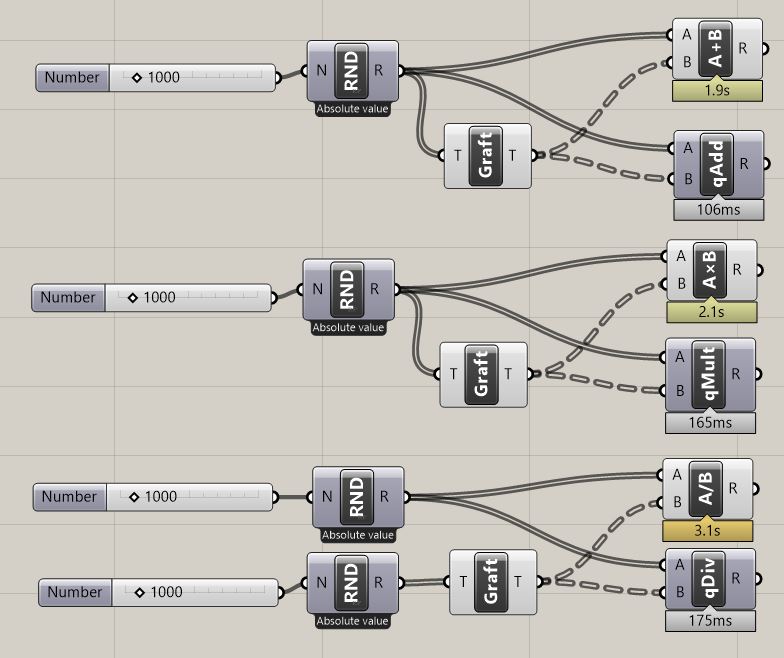 Number 1000
N RND R
Absolute value
T Graft T
A B A+B R
1.9s
A B qAdd R
106ms
Number 1000
N RND R
Absolute value
T Graft T
A B A×B R
2.1s
A B qMult R
165ms
Number 1000
N RND R
Absolute value
A B A/B R
3.1s
Number 1000
N RND R
Absolute value
T Graft T
A B qDiv R
175ms